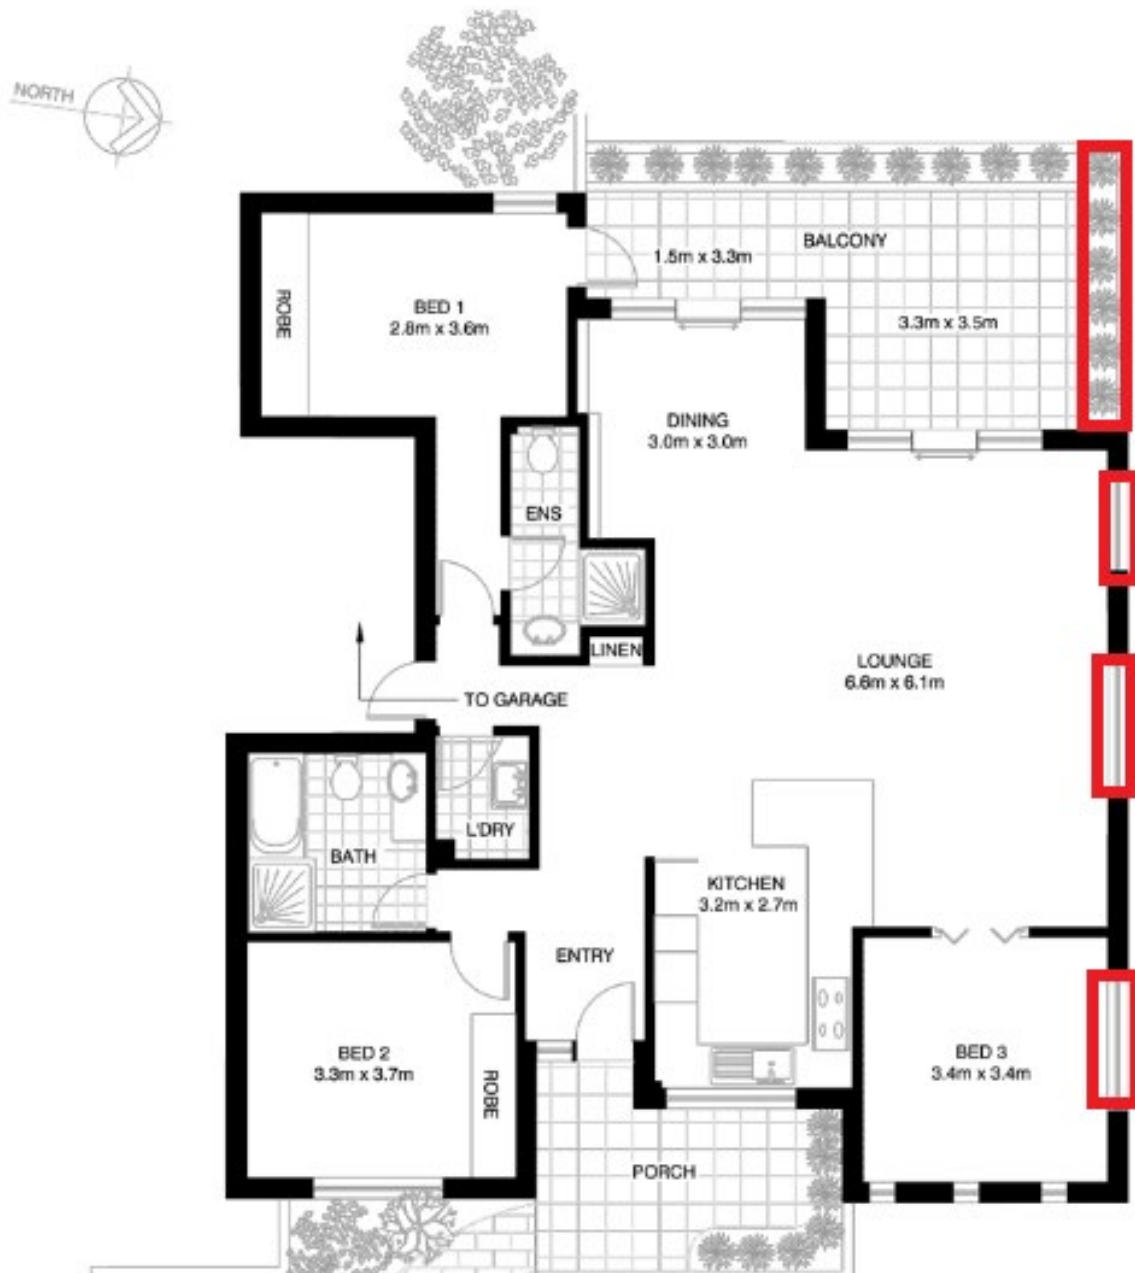 NORTH
BALCONY
1.5m x 3.3m
3.3m x 3.5m
BED 1
2.8m x 3.6m
ROBE
DINING
3.0m x 3.0m
ENS
LINEN
LOUNGE
6.6m x 6.1m
TO GARAGE
L'DRY
BATH
KITCHEN
3.2m x 2.7m
ENTRY
BED 2
3.3m x 3.7m
ROBE
BED 3
3.4m x 3.4m
PORCH